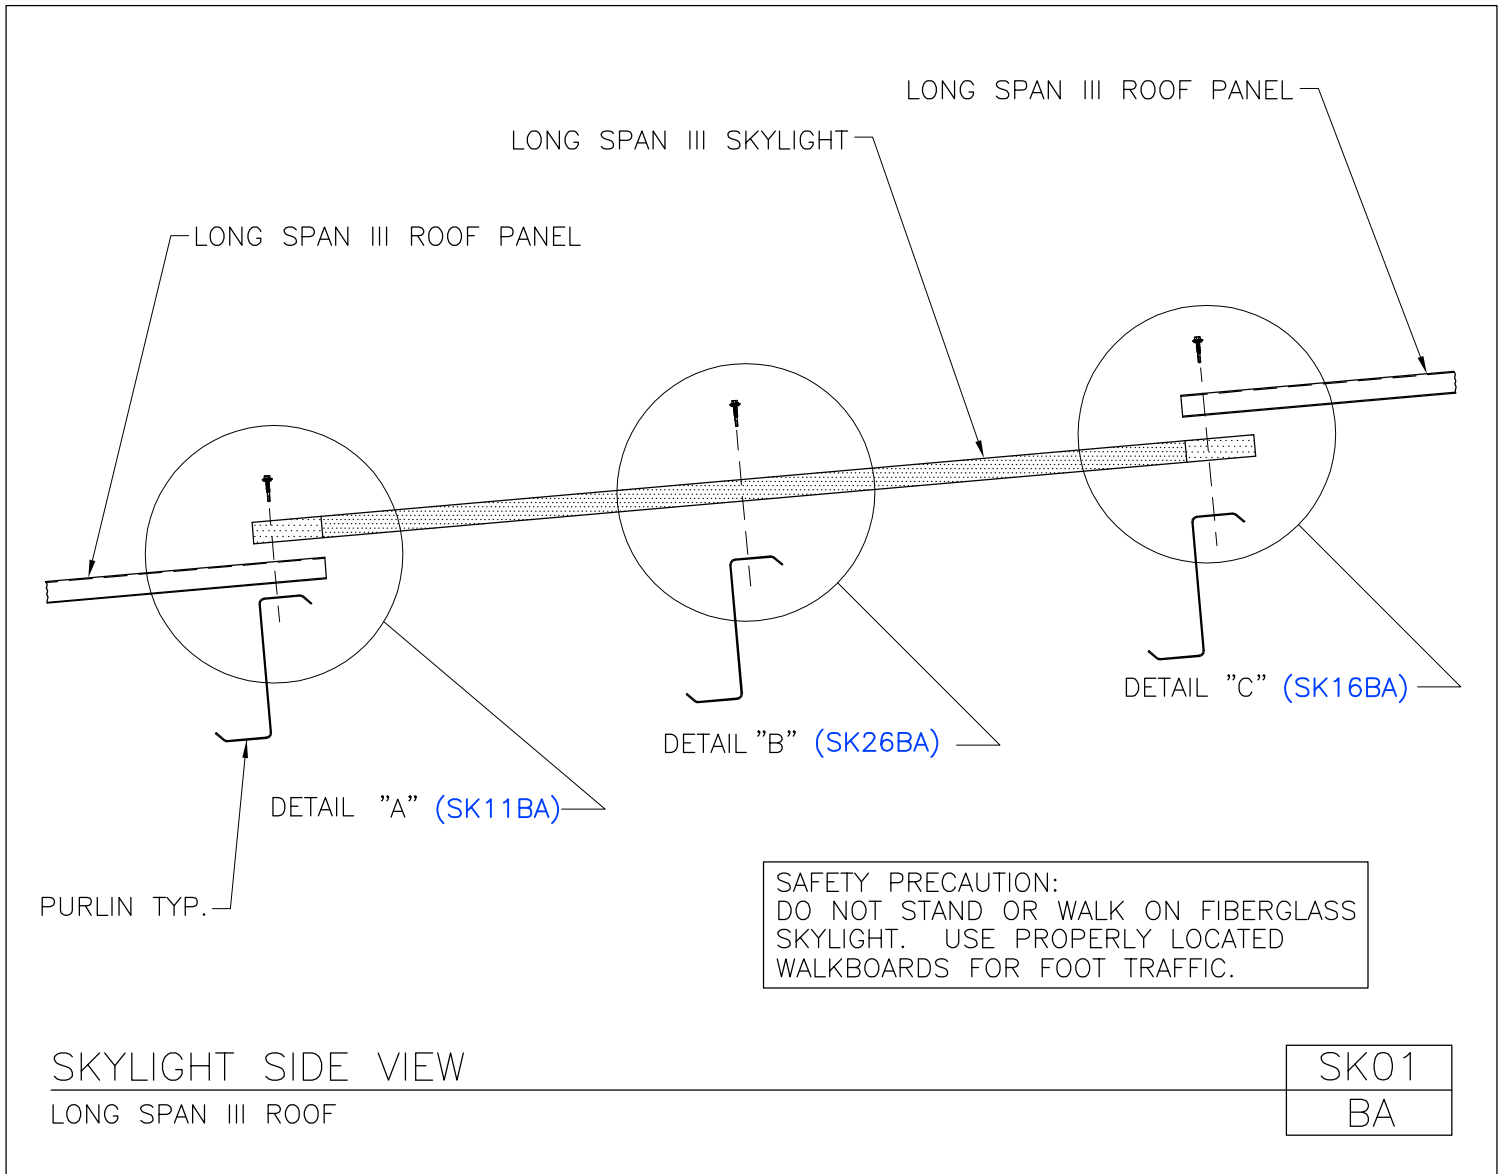 LONG SPAN III ROOF PANEL
LONG SPAN III SKYLIGHT
LONG SPAN III ROOF PANEL
DETAIL "C" (SK16BA)
DETAIL "B" (SK26BA)
DETAIL "A" (SK11BA)
PURLIN TYP.
SAFETY PRECAUTION:
DO NOT STAND OR WALK ON FIBERGLASS
SKYLIGHT. USE PROPERLY LOCATED
WALKBOARDS FOR FOOT TRAFFIC.
SKYLIGHT SIDE VIEW
LONG SPAN III ROOF
SK01
BA